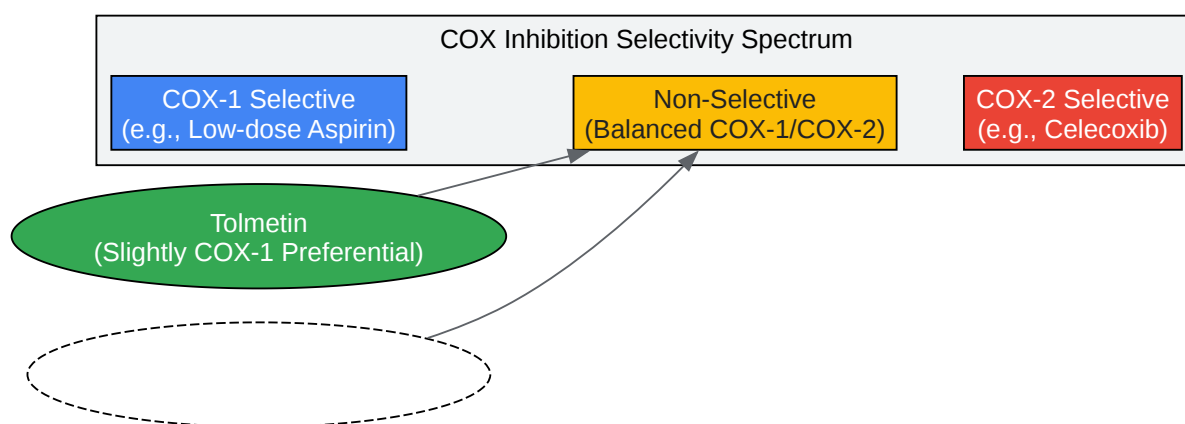 COX Inhibition Selectivity Spectrum
COX-1 Selective
(e.g., Low-dose Aspirin)
Non-Selective
(Balanced COX-1/COX-2)
COX-2 Selective
(e.g., Celecoxib)
Tolmetin
(Slightly COX-1 Preferential)